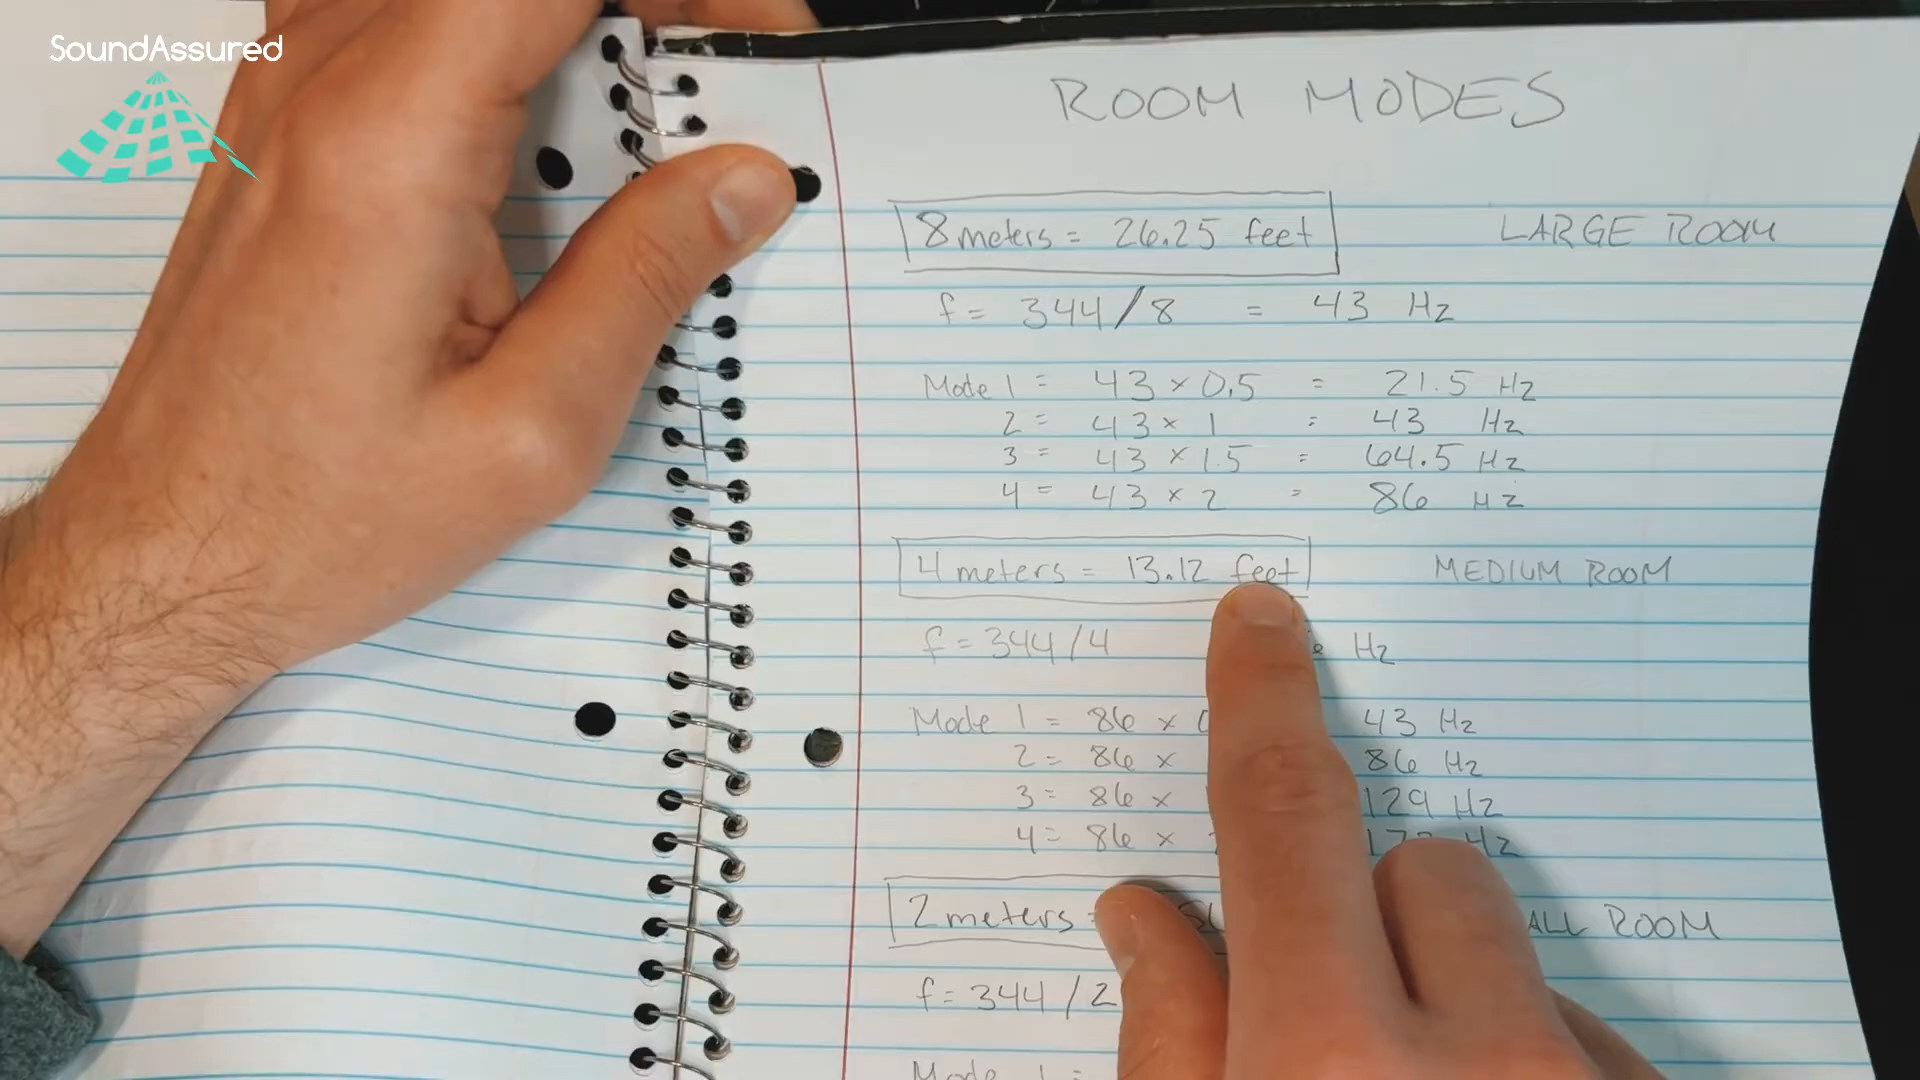 SoundAssured
ROOM MODES
8 meters = 26.25 feet LARGE ROOM
f = 344/8 = 43 Hz
Mode 1 = 43 x 0.5 = 21.5 Hz
2 = 43 x 1 = 43 Hz
3 = 43 x 1.5 = 64.5 Hz
4 = 43 x 2 = 86 Hz
4 meters = 13.12 feet MEDIUM ROOM
f = 344/4 Hz
Mode 1 = 86 x 43 Hz
2 = 86 x 86 Hz
3 = 86 x 129 Hz
4 = 86 x Hz
2 meters = ROOM
f = 344/2
Mode 1 =